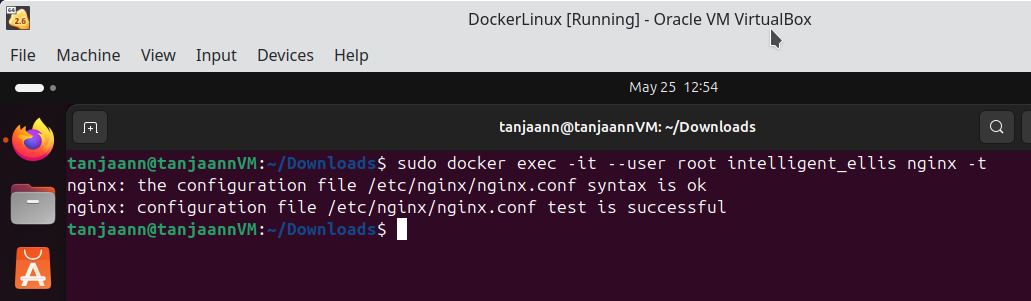 DockerLinux [Running] - Oracle VM VirtualBox
File Machine View Input Devices Help
May 25 12:54
tanjaann@tanjaannVM: ~/Downloads
tanjaann@tanjaannVM:~/Downloads$ sudo docker exec -it --user root intelligent_ellis nginx -t
nginx: the configuration file /etc/nginx/nginx.conf syntax is ok
nginx: configuration file /etc/nginx/nginx.conf test is successful
tanjaann@tanjaannVM:~/Downloads$